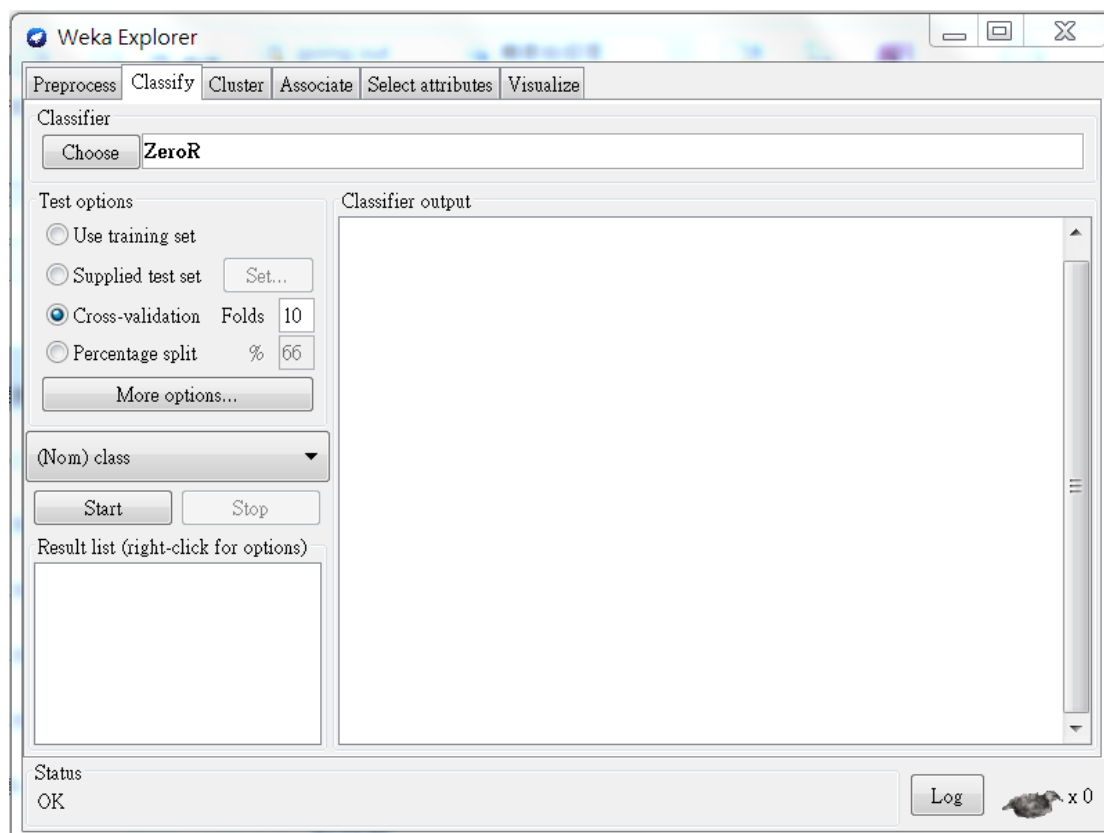 Weka Explorer
Preprocess Classify Cluster Associate Select attributes Visualize
Classifier
Choose ZeroR
Test options
Use training set
Supplied test set Set...
Cross-validation Folds 10
Percentage split % 66
More options...
(Nom) class
Start Stop
Result list (right-click for options)
Classifier output
Status
OK
Log x 0